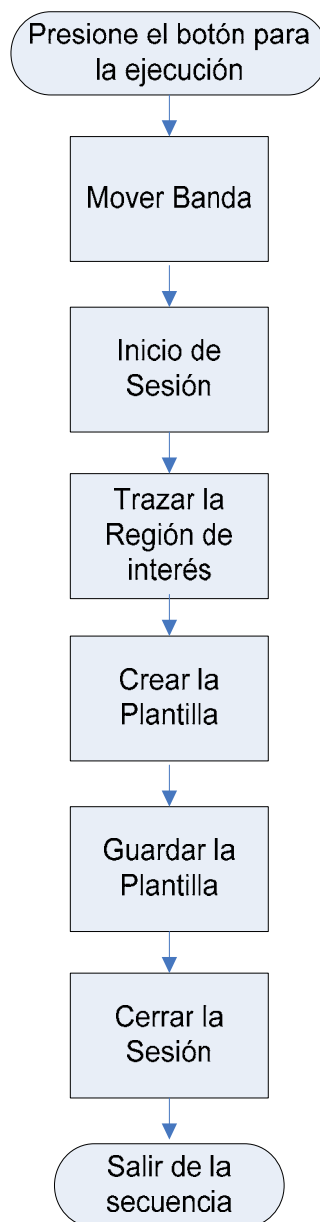 Presione el botón para
la ejecución
Mover Banda
Inicio de
Sesión
Trazar la
Región de
interés
Crear la
Plantilla
Guardar la
Plantilla
Cerrar la
Sesión
Salir de la
secuencia